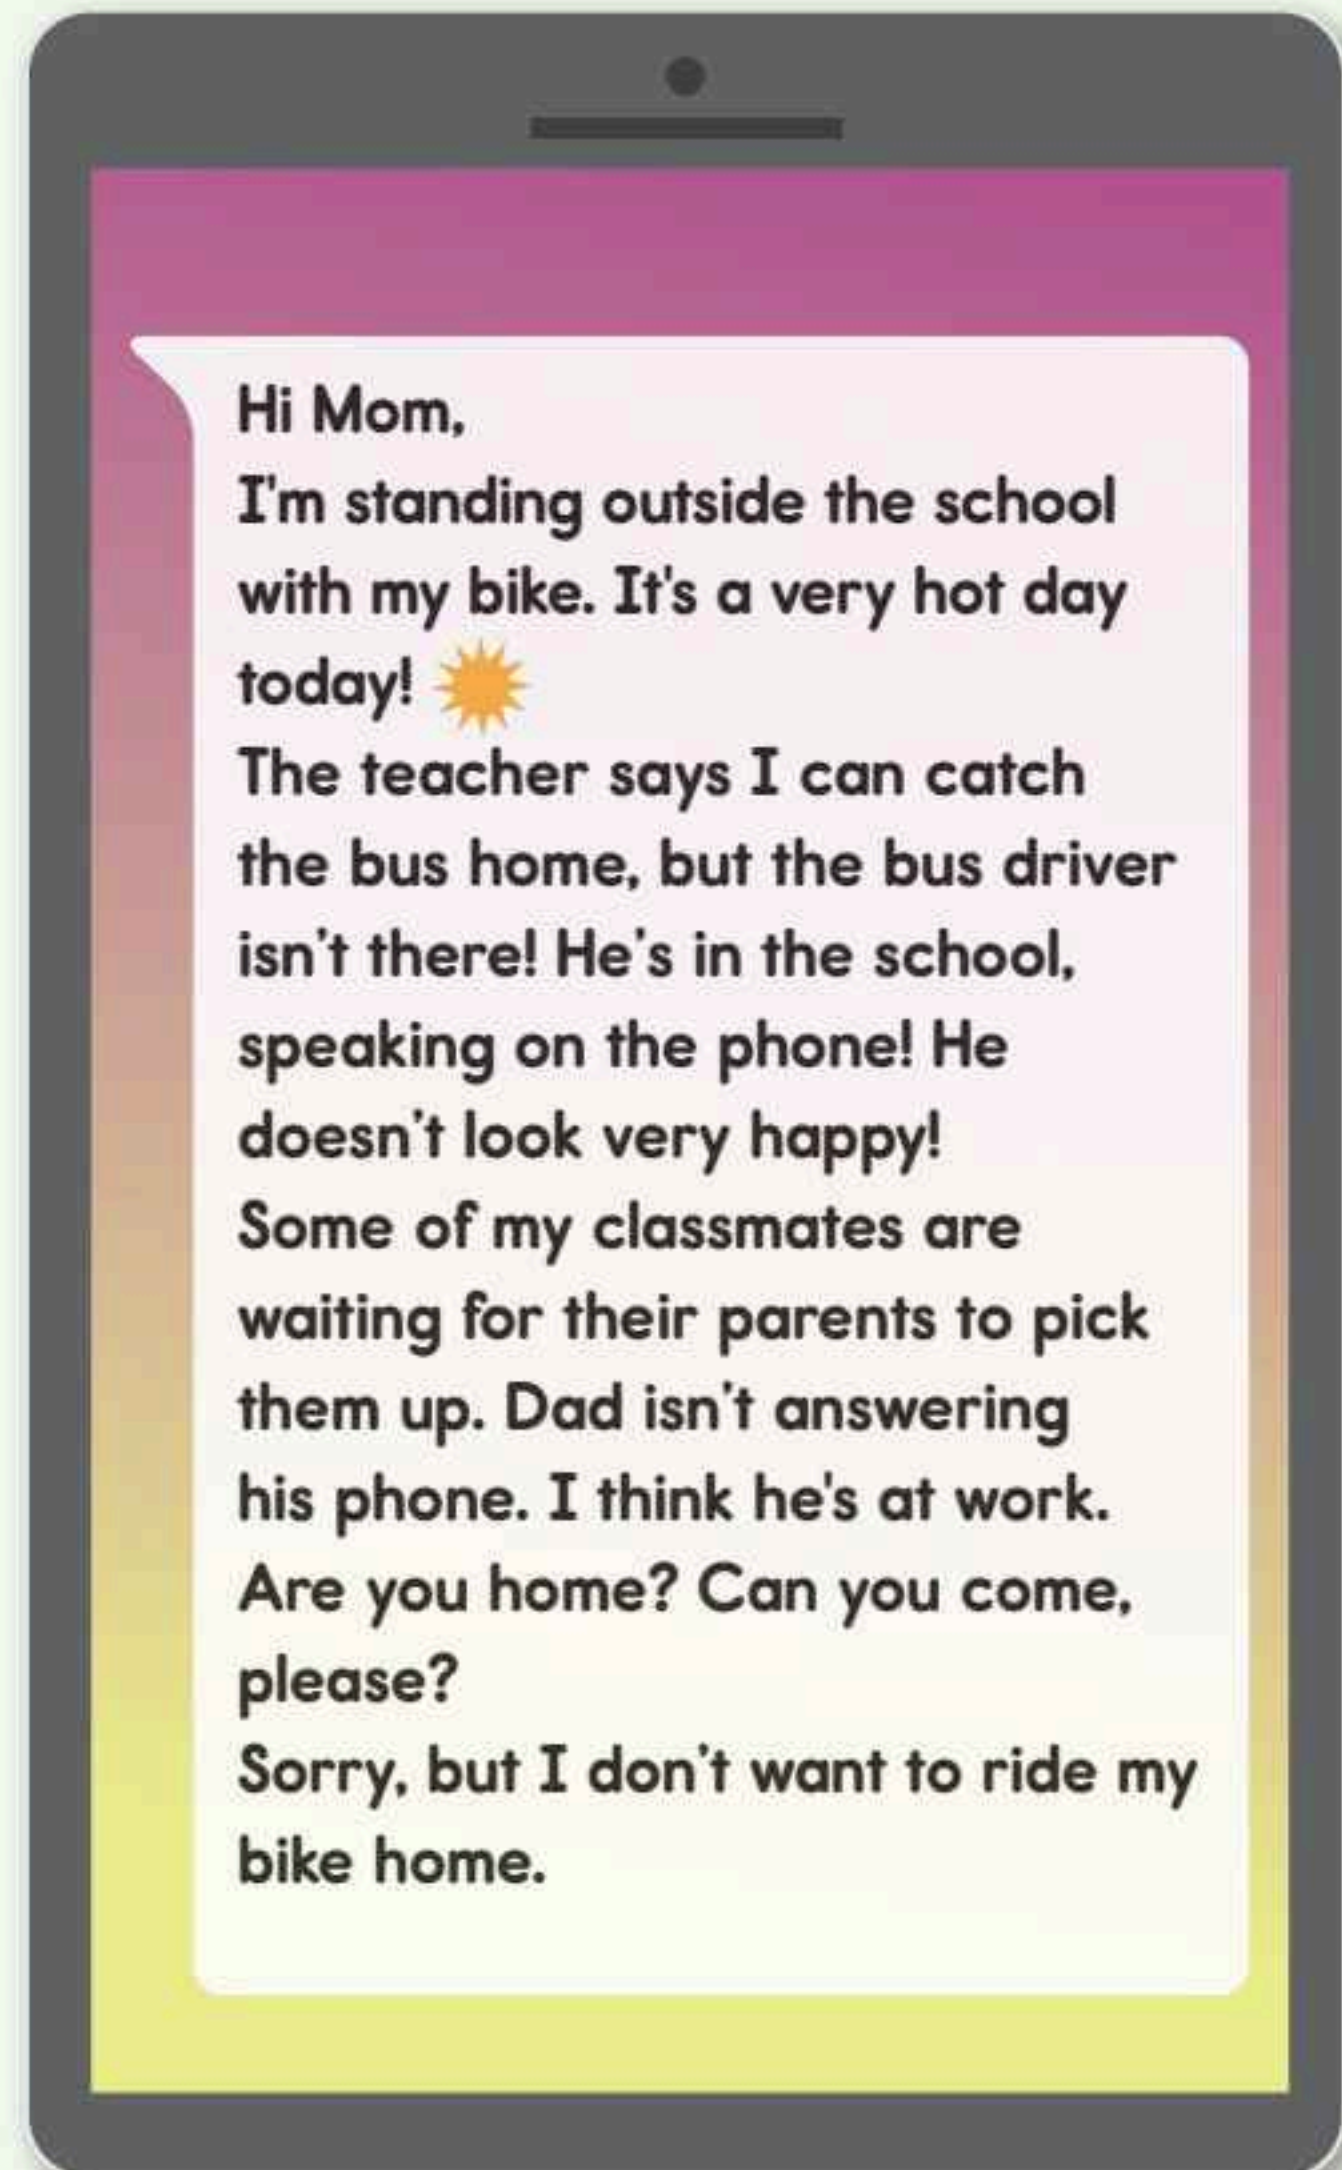 Hi Mom,
I'm standing outside the school
with my bike. It's a very hot day
today!
The teacher says I can catch
the bus home, but the bus driver
isn't there! He's in the school,
speaking on the phone! He
doesn't look very happy!
Some of my classmates are
waiting for their parents to pick
them up. Dad isn't answering
his phone. I think he's at work.
Are you home? Can you come,
please?
Sorry, but I don't want to ride my
bike home.